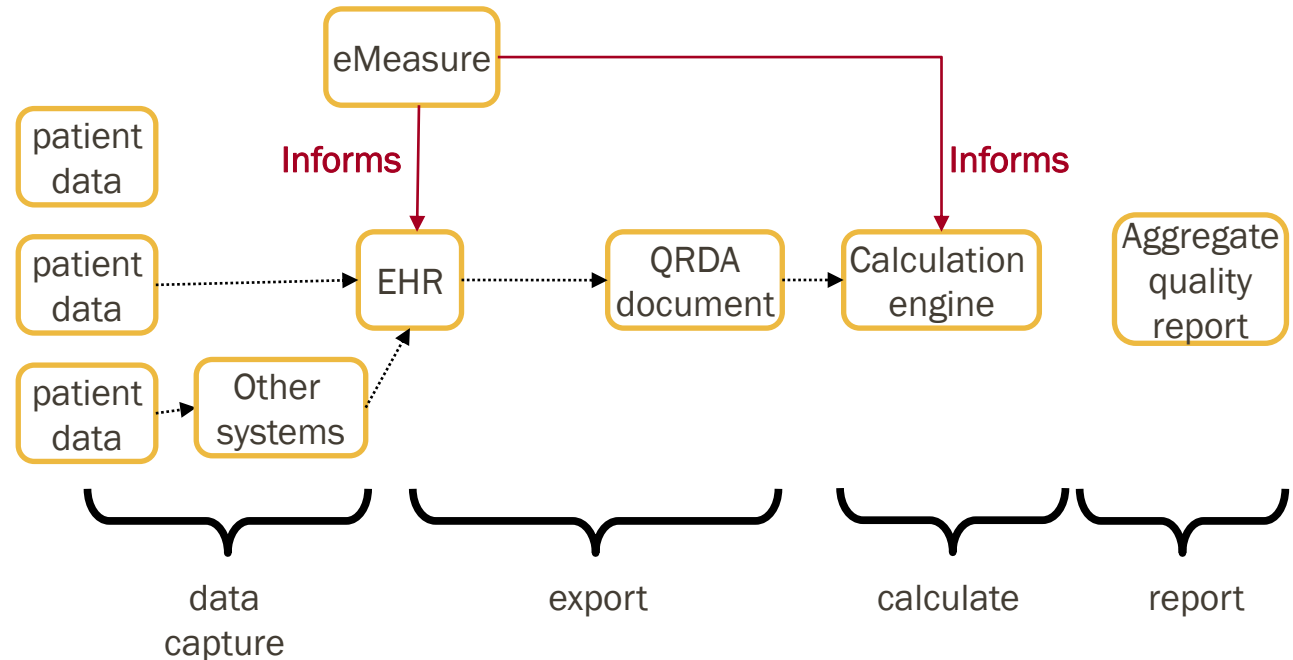 eMeasure
Informs
Informs
patient
data
patient
data
patient
data
Other
systems
EHR
QRDA
document
Calculation
engine
Aggregate
quality
report
data
capture
export
calculate
report